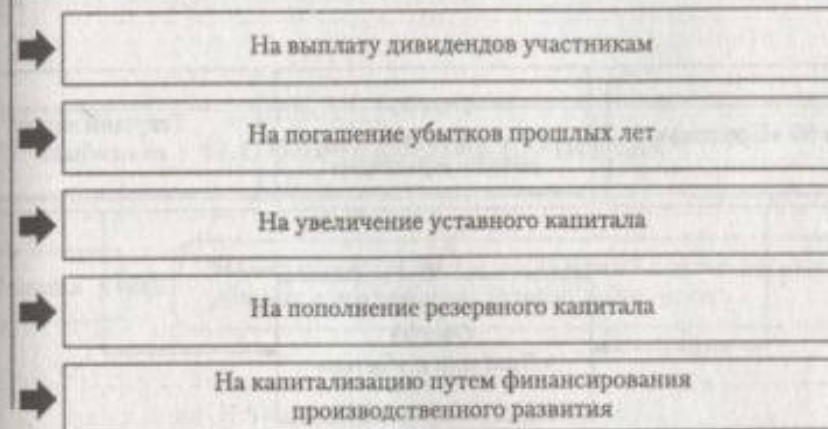 На выплату дивидендов участникам
На погашение убытков прошлых лет
На увеличение уставного капитала
На пополнение резервного капитала
На капитализацию путем финансирования
производственного развития